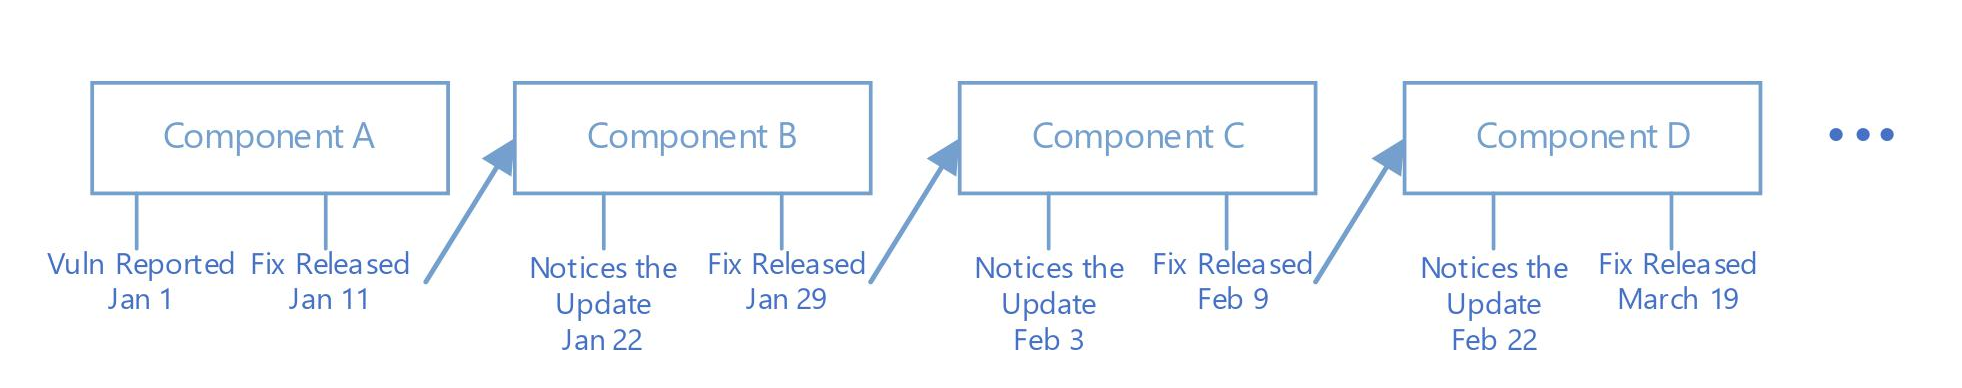 Component A
Component B
Component C
Component D
Vuln Reported
Jan 1
Fix Released
Jan 11
Notices the
Update
Jan 22
Fix Released
Jan 29
Notices the
Update
Feb 3
Fix Released
Feb 9
Notices the
Update
Feb 22
Fix Released
March 19